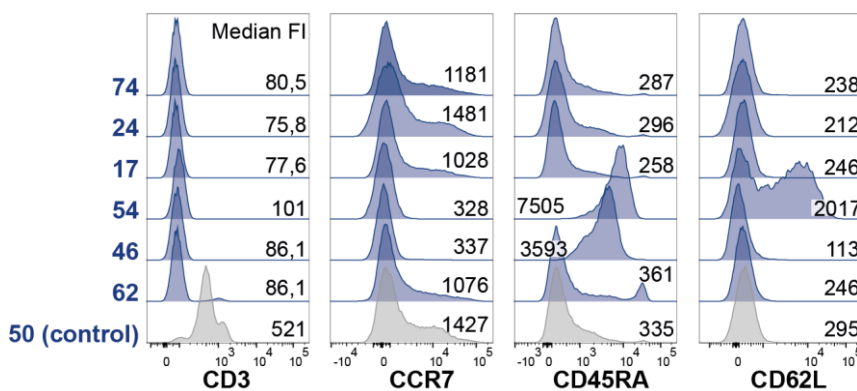 Median FI
74 80,5 1181 287 238
24 75,8 1481 296 212
17 77,6 1028 258 246
54 101 328 7505 2017
46 86,1 337 3593 113
62 86,1 1076 361 246
50 (control) 521 1427 335 295
0 10³ 10⁴ 10⁵ -10⁴ 0 10⁴ 10⁵ -10³ 0 10³ 10⁴ 10⁵ 0 10³ 10⁴ 10⁵
CD3 CCR7 CD45RA CD62L